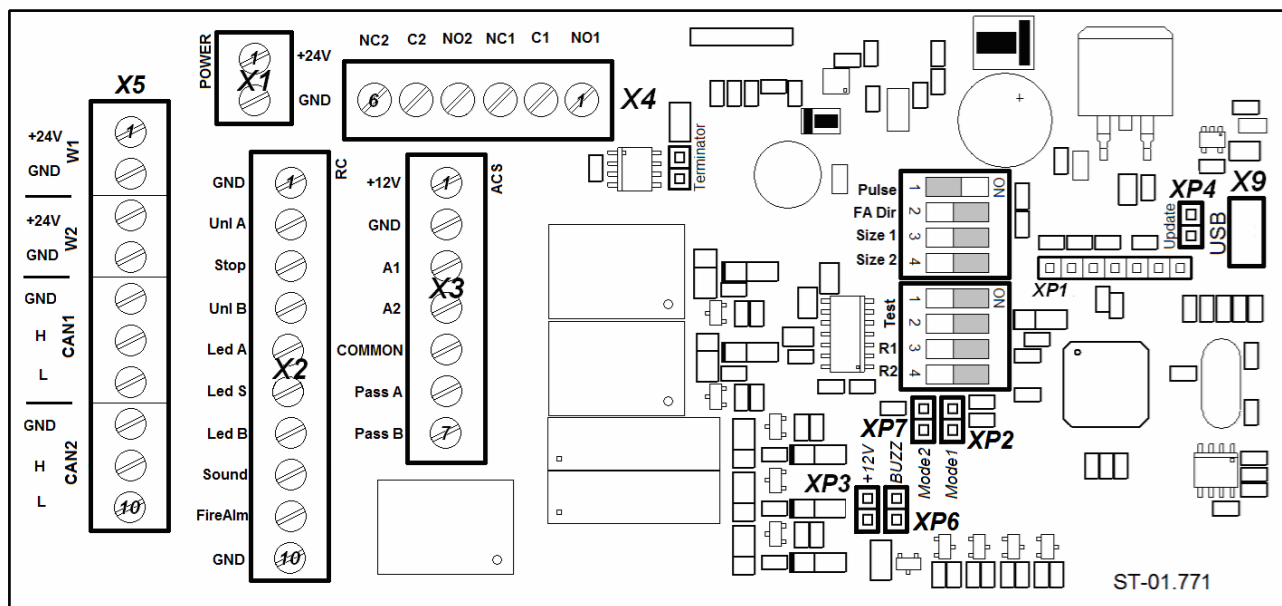 POWER
X1
1
+24V
GND
NC2 C2 NO2 NC1 C1 NO1
6 1
X4
X5
1
+24V
GND
W1
+24V
GND
W2
GND
H
L
CAN1
GND
H
L
CAN2
10
RC
X2
1
GND
Unl A
Stop
Unl B
Led A
Led S
Led B
Sound
FireAlm
GND
10
ACS
X3
1
+12V
GND
A1
A2
COMMON
Pass A
Pass B
7
Terminator
+
Pulse 1 ON
FA Dir 2
Size 1 3
Size 2 4
Test
1 ON
2
R1 3
R2 4
XP4
Update
X9
USB
XP1
XP7
Mode2
XP2
Mode1
XP3
+12V
BUZZ
XP6
ST-01.771